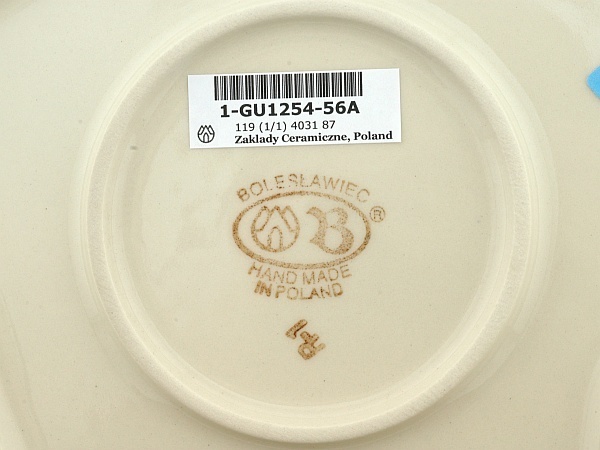 1-GU1254-56A
119 (1/1) 4031 87
Zaklady Ceramiczne, Poland
BOLESŁAWIEC
B ®
HAND MADE
IN POLAND